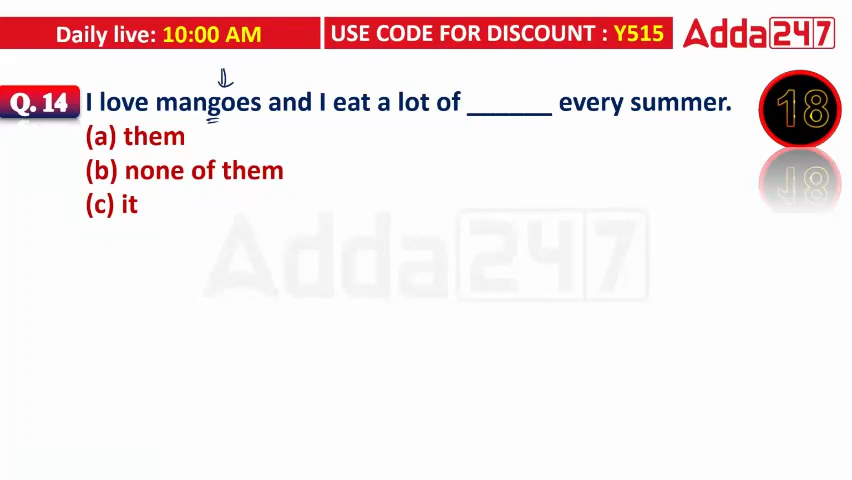 Daily live: 10:00 AM
USE CODE FOR DISCOUNT : Y515
Adda247
Q. 14 I love mangoes and I eat a lot of ______ every summer.
18
(a) them
(b) none of them
(c) it
Adda247